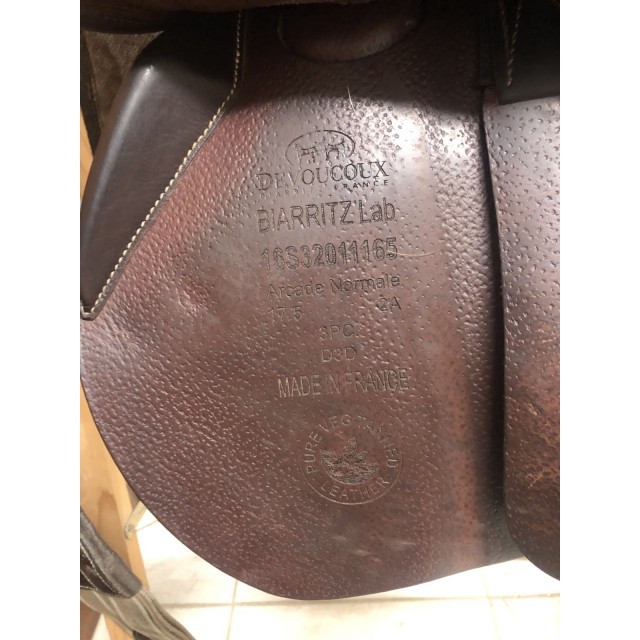 DEVOUCOUX
FRANCE
BIARRITZ'Lab
16S32011165
Arcade Normale
17.5 2A
3PC
D3D
MADE IN FRANCE
PURE VEG TANNED
LEATHER